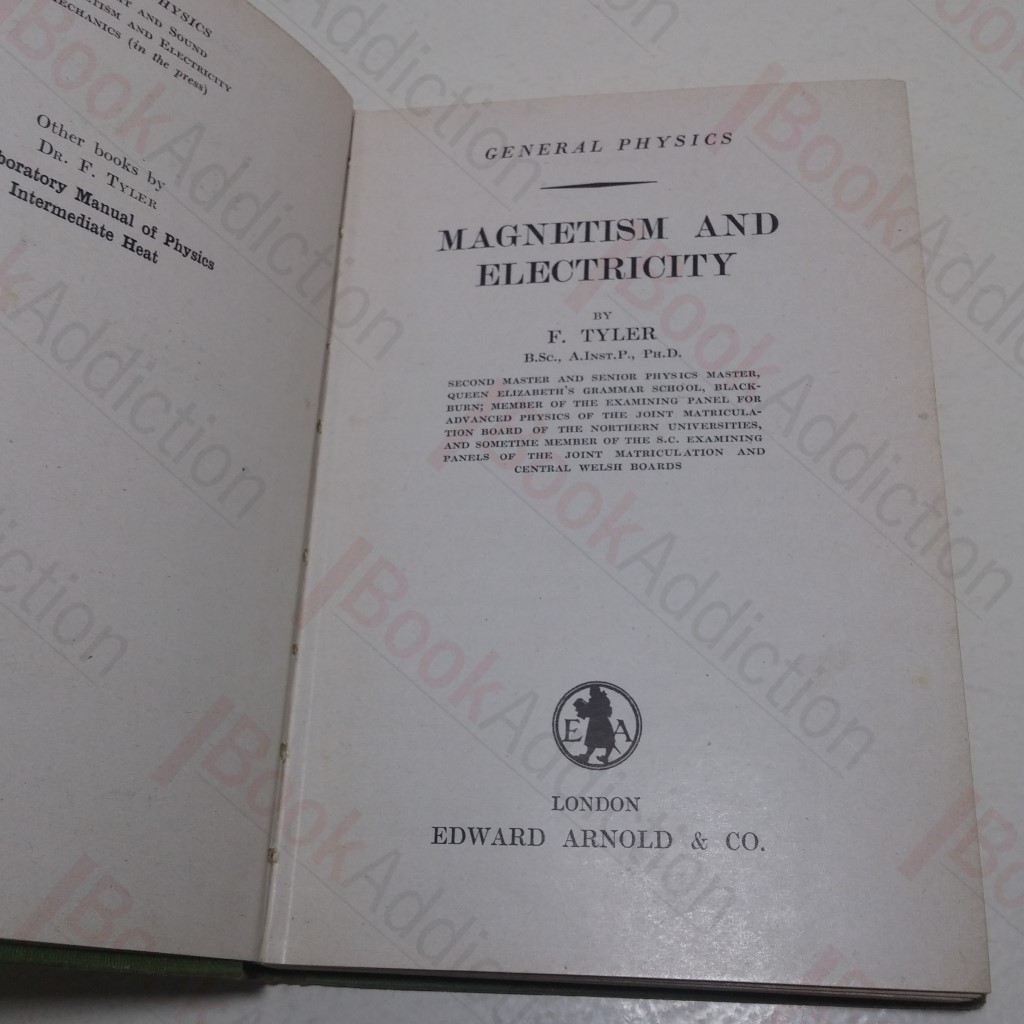 HYSICS
AND SOUND
AND ELECTRICITY
MECHANICS (in the press)
Other books by
DR. F. TYLER
boratory Manual of Physics
Intermediate Heat
GENERAL PHYSICS
MAGNETISM AND
ELECTRICITY
BY
F. TYLER
B.Sc., A.Inst.P., Ph.D.
SECOND MASTER AND SENIOR PHYSICS MASTER,
QUEEN ELIZABETH'S GRAMMAR SCHOOL, BLACK-
BURN; MEMBER OF THE EXAMINING PANEL FOR
ADVANCED PHYSICS OF THE JOINT MATRICULA-
TION BOARD OF THE NORTHERN UNIVERSITIES,
AND SOMETIME MEMBER OF THE S.C. EXAMINING
PANELS OF THE JOINT MATRICULATION AND
CENTRAL WELSH BOARDS
E A
LONDON
EDWARD ARNOLD & CO.
BookAddiction